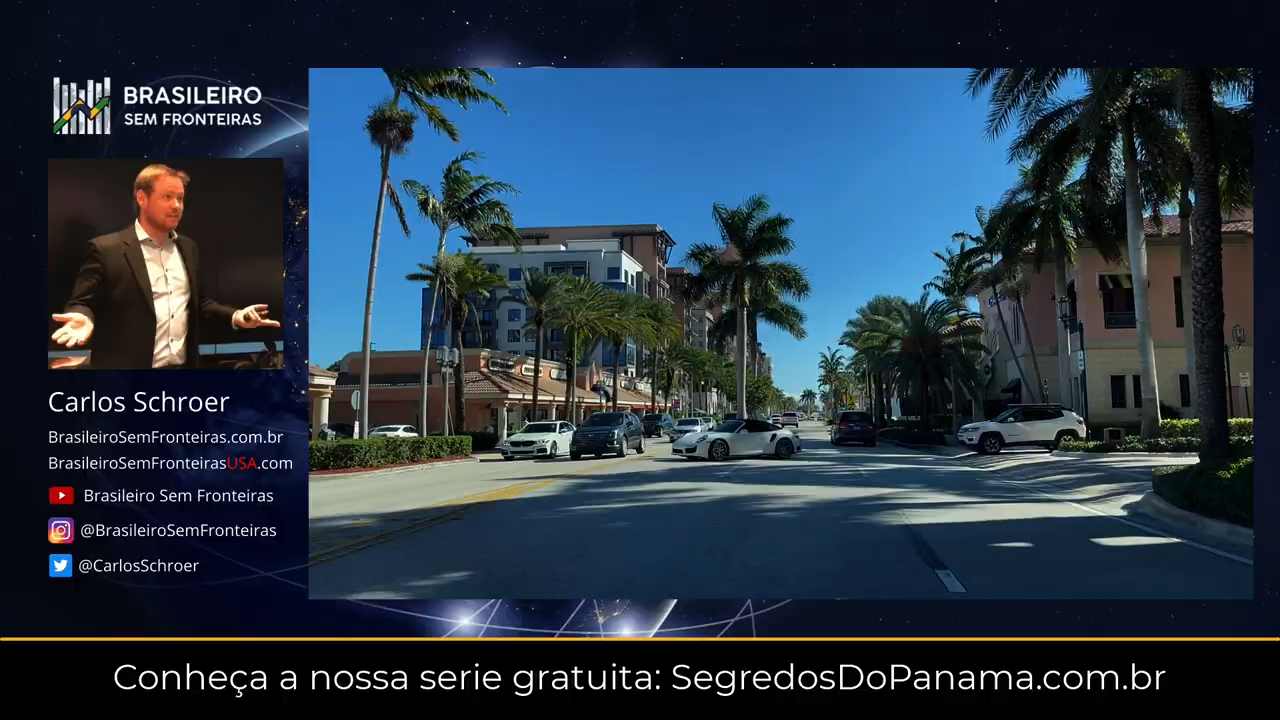 BRASILEIRO
SEM FRONTEIRAS
Carlos Schroer
BrasileiroSemFronteiras.com.br
BrasileiroSemFronteirasUSA.com
Brasileiro Sem Fronteiras
@BrasileiroSemFronteiras
@CarlosSchroer
Conheça a nossa serie gratuita: SegredosDoPanama.com.br